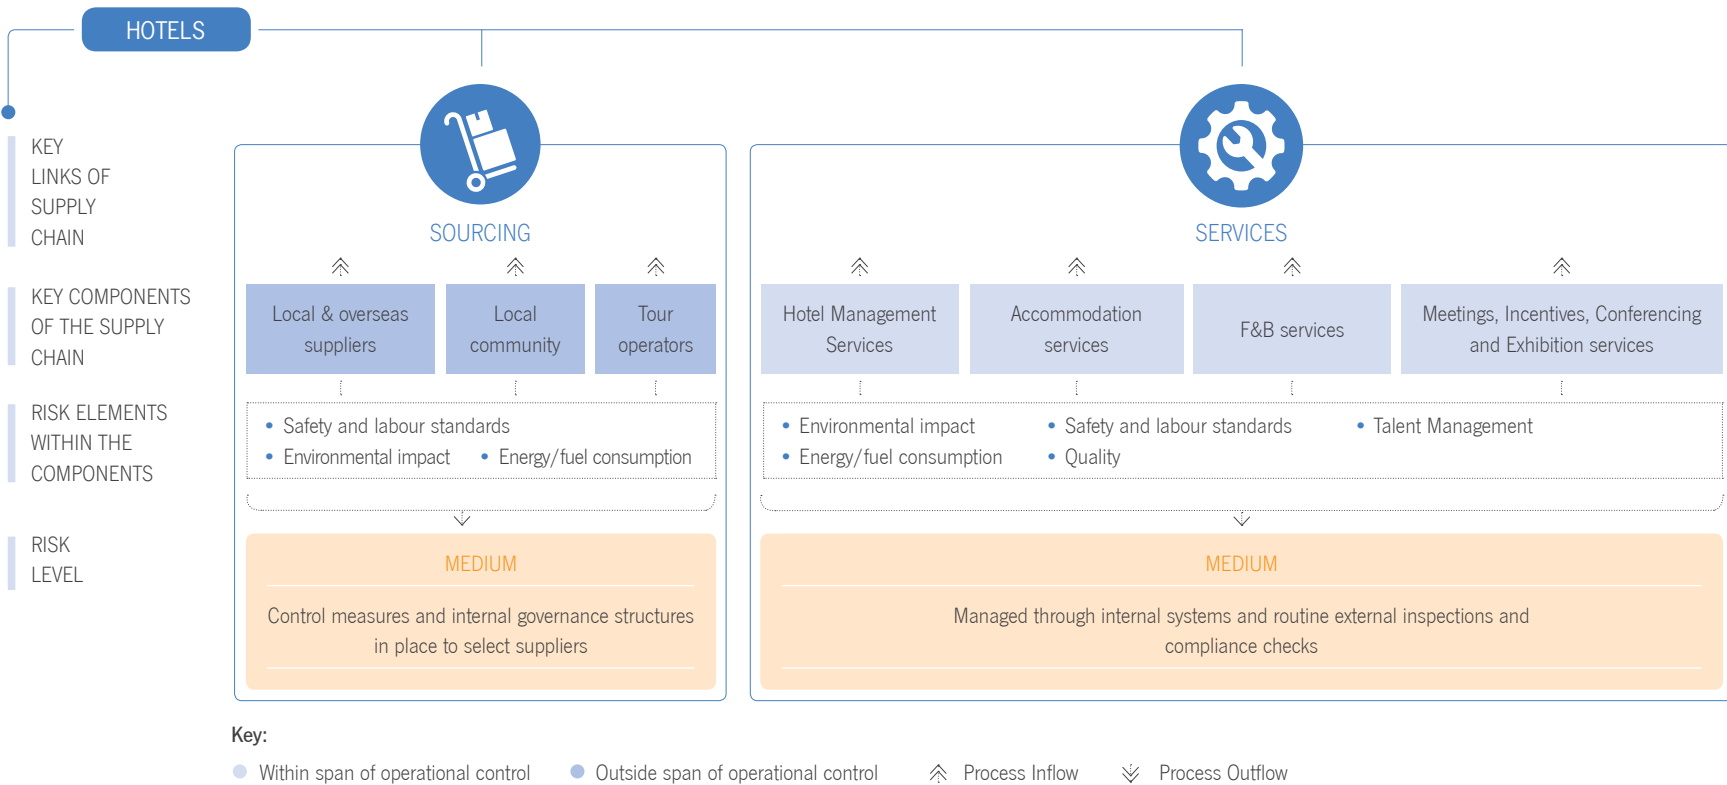 HOTELS
KEY
LINKS OF
SUPPLY
CHAIN
SOURCING
SERVICES
KEY COMPONENTS
OF THE SUPPLY
CHAIN
Local & overseas
suppliers
Local
community
Tour
operators
Hotel Management
Services
Accommodation
services
F&B services
Meetings, Incentives, Conferencing
and Exhibition services
RISK ELEMENTS
WITHIN THE
COMPONENTS
• Safety and labour standards
• Environmental impact • Energy/fuel consumption
• Environmental impact • Safety and labour standards • Talent Management
• Energy/fuel consumption • Quality
RISK
LEVEL
MEDIUM
Control measures and internal governance structures
in place to select suppliers
MEDIUM
Managed through internal systems and routine external inspections and
compliance checks
Key:
Within span of operational control Outside span of operational control Process Inflow Process Outflow